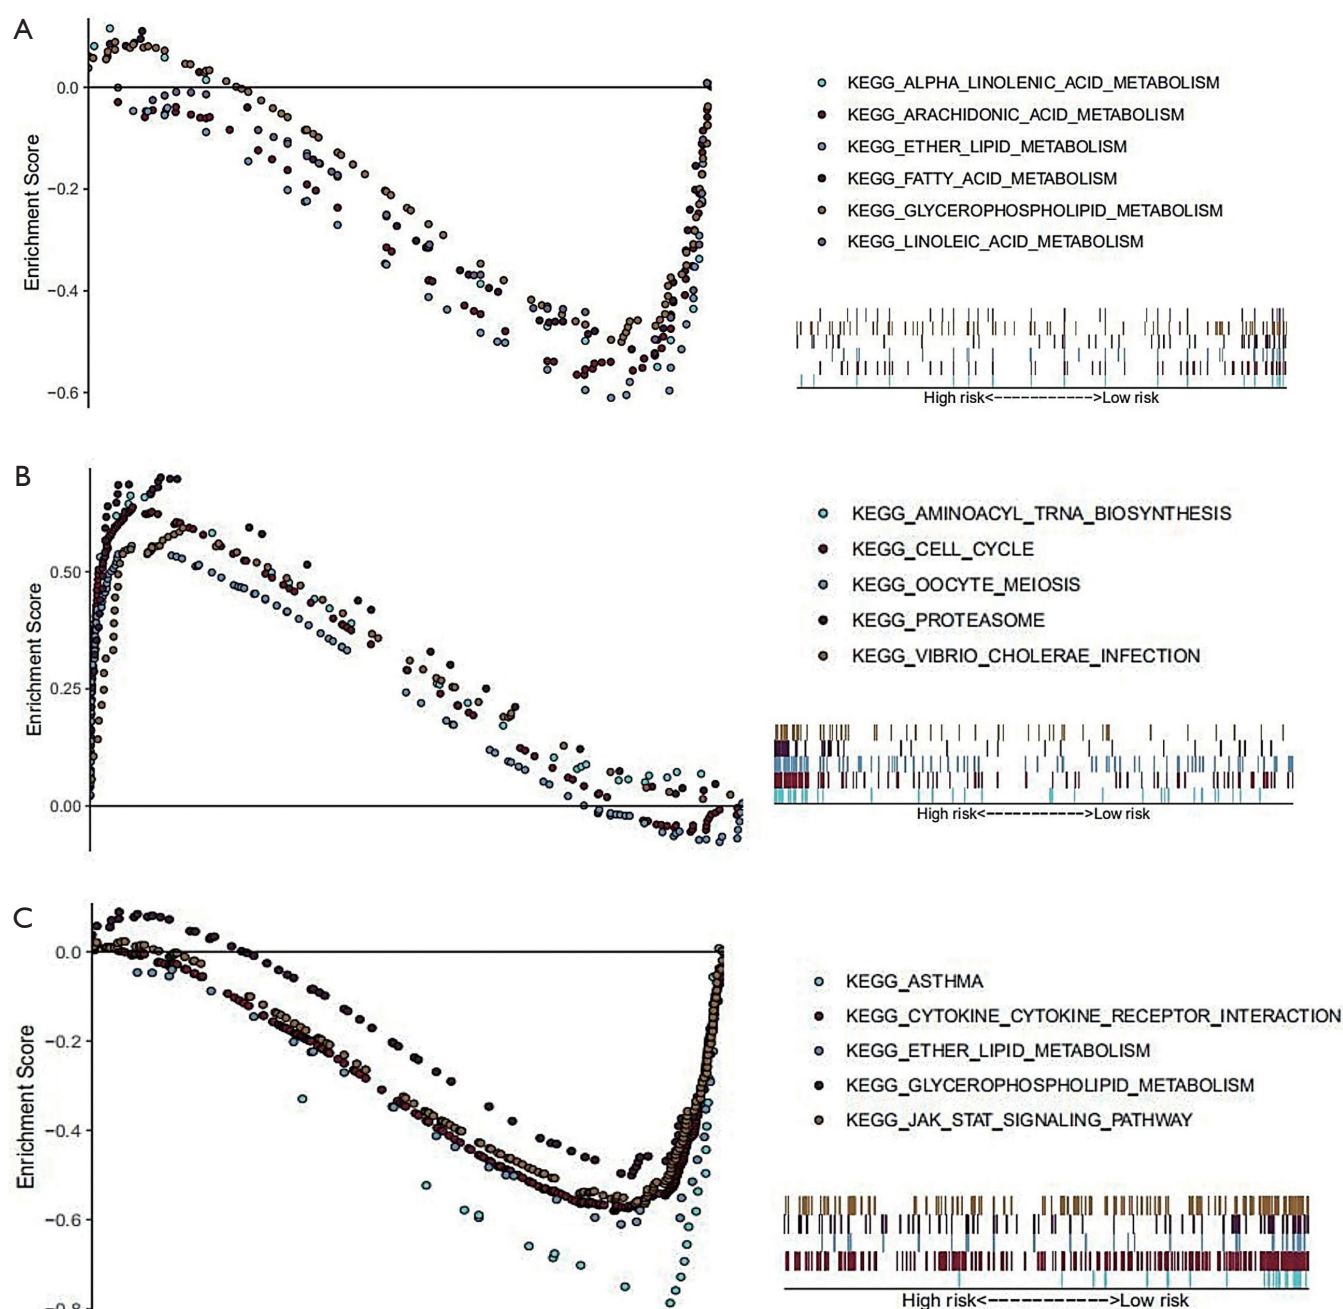 A
0.0
−0.2
−0.4
−0.6
Enrichment Score
KEGG_ALPHA_LINOLENIC_ACID_METABOLISM
KEGG_ARACHIDONIC_ACID_METABOLISM
KEGG_ETHER_LIPID_METABOLISM
KEGG_FATTY_ACID_METABOLISM
KEGG_GLYCEROPHOSPHOLIPID_METABOLISM
KEGG_LINOLEIC_ACID_METABOLISM
High risk<----------->Low risk
B
0.50
0.25
0.00
Enrichment Score
KEGG_AMINOACYL_TRNA_BIOSYNTHESIS
KEGG_CELL_CYCLE
KEGG_OOCYTE_MEIOSIS
KEGG_PROTEASOME
KEGG_VIBRIO_CHOLERAE_INFECTION
High risk<----------->Low risk
C
0.0
−0.2
−0.4
−0.6
−0.8
Enrichment Score
KEGG_ASTHMA
KEGG_CYTOKINE_CYTOKINE_RECEPTOR_INTERACTION
KEGG_ETHER_LIPID_METABOLISM
KEGG_GLYCEROPHOSPHOLIPID_METABOLISM
KEGG_JAK_STAT_SIGNALING_PATHWAY
High risk<----------->Low risk